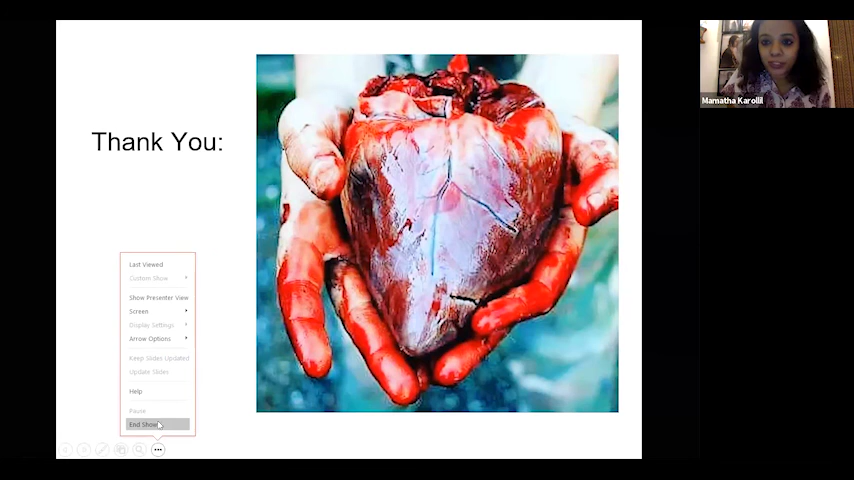 Thank You:
Last Viewed
Custom Show
Show Presenter View
Screen
Display Settings
Arrow Options
Keep Slides Updated
Update Slides
Help
Pause
End Show
Mamatha Karollil